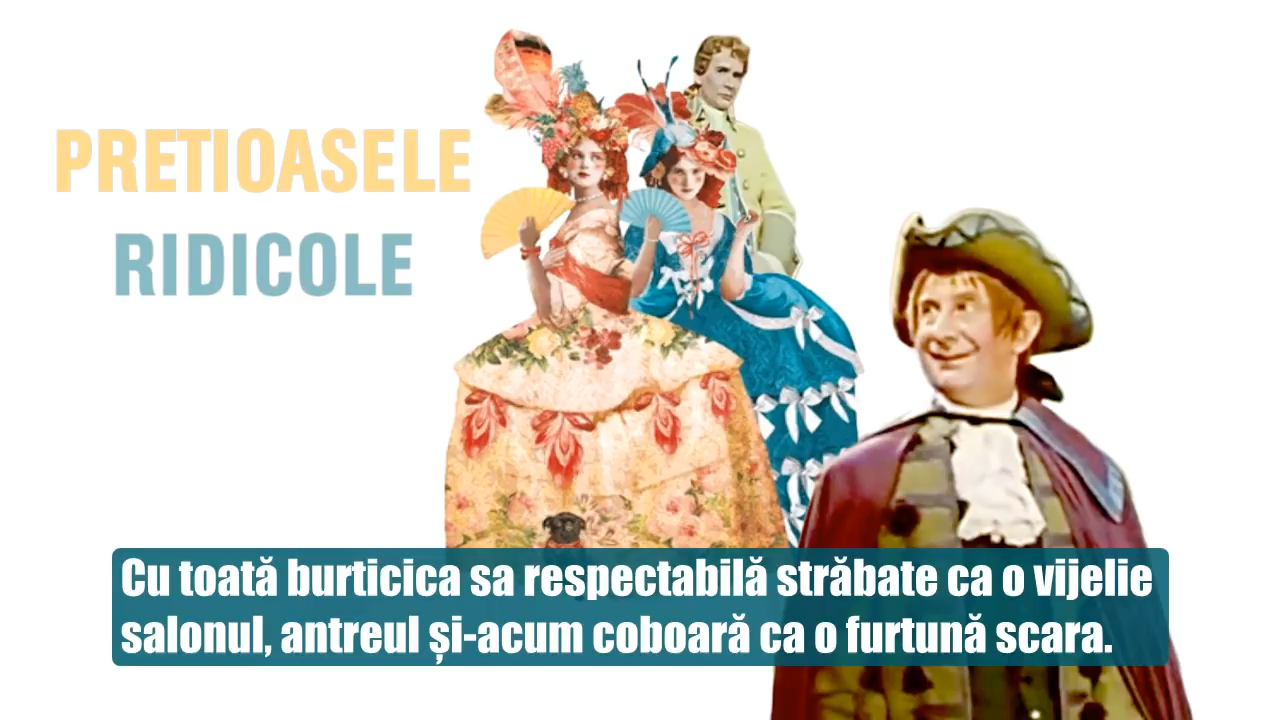 PRETIOASELE
RIDICOLE
Cu toată burticica sa respectabilă străbate ca o vijelie
salonul, antreul și-acum coboară ca o furtună scara.